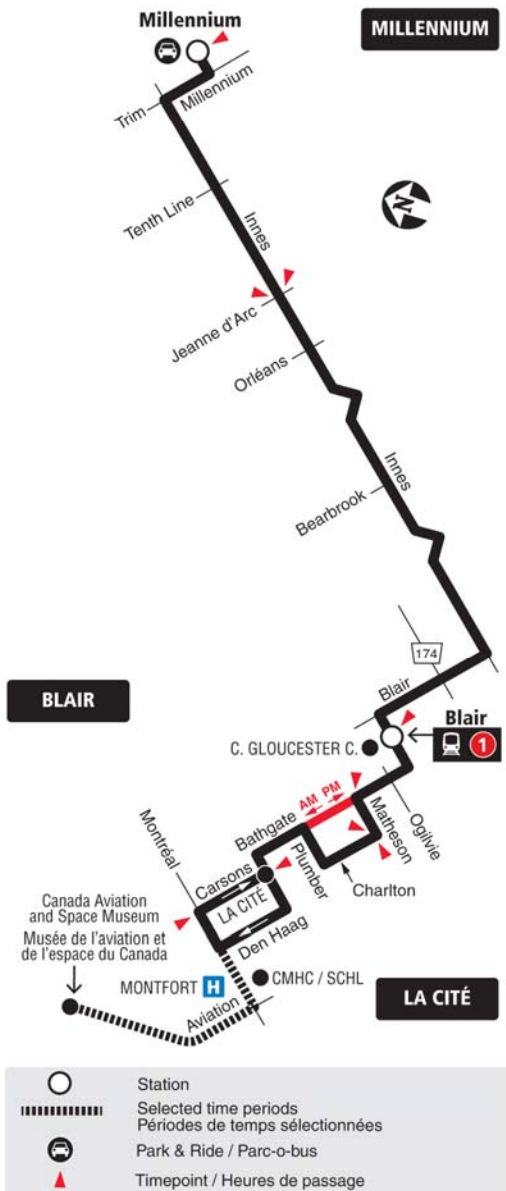 Millennium
MILLENNIUM
Millennium
Trim
Tenth Line
Innes
N
Jeanne d'Arc
Orléans
Innes
Bearbrook
174
BLAIR
Blair
Blair
1
C. GLOUCESTER C.
AM PM
Bathgate
Matheson
Ogilvie
Montréal
Plumber
Carsons
Charlton
LA CITÉ
Canada Aviation
and Space Museum
Musée de l'aviation et
de l'espace du Canada
Den Haag
MONTFORT H
CMHC / SCHL
Aviation
LA CITÉ
Station
Selected time periods
Périodes de temps sélectionnées
Park & Ride / Parc-o-bus
Timepoint / Heures de passage